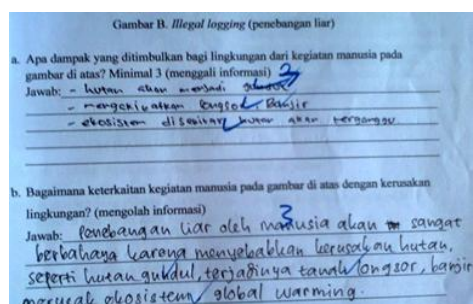 Gambar B. Illegal logging (penebangan liar)
a. Apa dampak yang ditimbulkan bagi lingkungan dari kegiatan manusia pada
gambar di atas? Minimal 3 (menggali informasi) 3
Jawab: - hutan akan menjadi
- mengakibatkan Longsor, Banjir
- ekosistem disekitar hutan akan terganggu
b. Bagaimana keterkaitan kegiatan manusia pada gambar di atas dengan kerusakan
lingkungan? (mengolah informasi) 3
Jawab: Penebangan liar oleh manusia akan sangat
berbahaya karena menyebabkan kerusakan hutan,
seperti hutan gundul, terjadinya tanah longsor, banjir
merusak ekosistem, global warming.